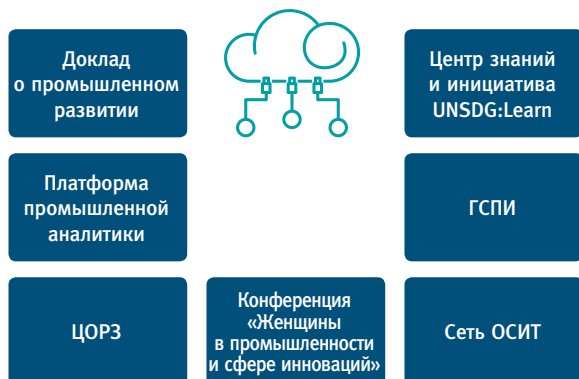 Доклад
о промышленном
развитии
Центр знаний
и инициатива
UNSDG:Learn
Платформа
промышленной
аналитики
ГСПИ
ЦОРЗ
Конференция
«Женщины
в промышленности
и сфере инноваций»
Сеть ОСИТ